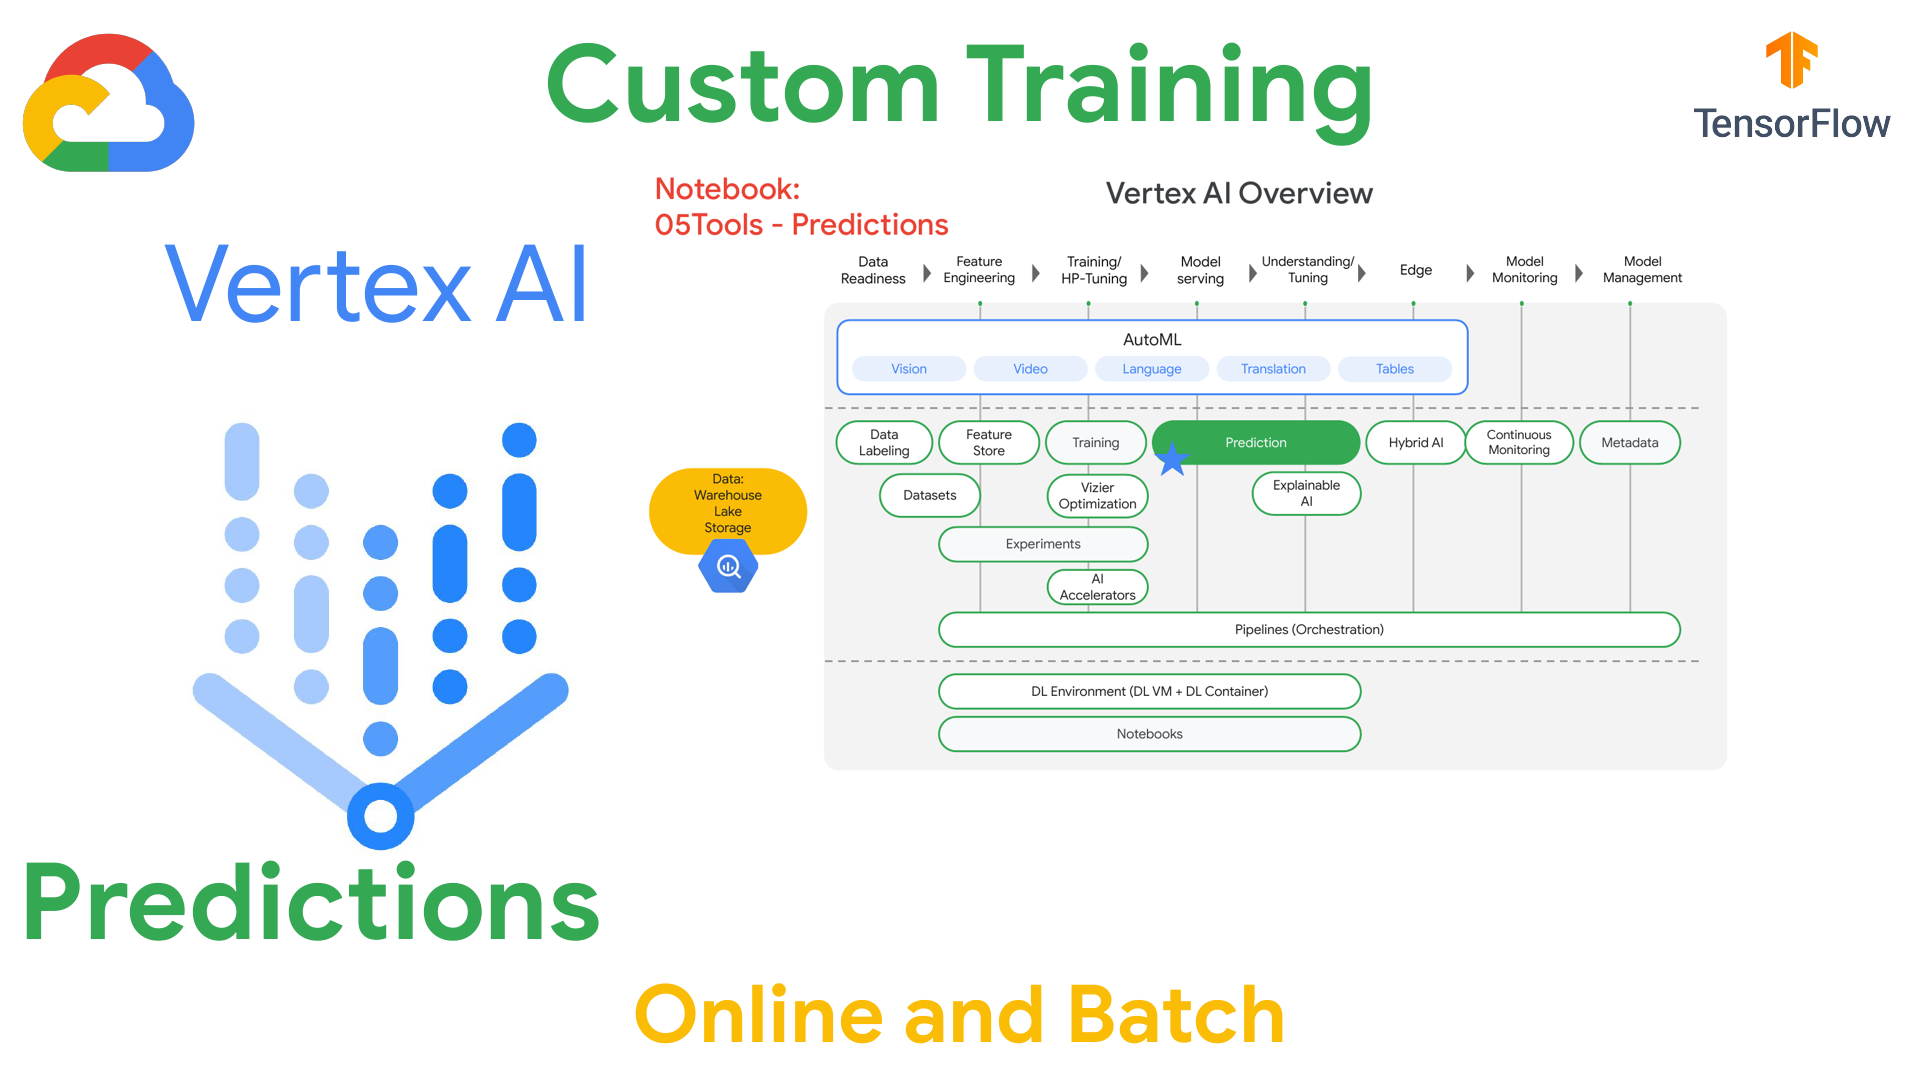 Custom Training
TensorFlow
Notebook:
05Tools - Predictions
Vertex AI Overview
Vertex AI
Data
Readiness
Feature
Engineering
Training/
HP-Tuning
Model
serving
Understanding/
Tuning
Edge
Model
Monitoring
Model
Management
AutoML
Vision
Video
Language
Translation
Tables
Data
Labeling
Feature
Store
Training
Prediction
Hybrid AI
Continuous
Monitoring
Metadata
Data:
Warehouse
Lake
Storage
Datasets
Vizier
Optimization
Explainable
AI
Experiments
AI
Accelerators
Pipelines (Orchestration)
DL Environment (DL VM + DL Container)
Notebooks
Predictions
Online and Batch